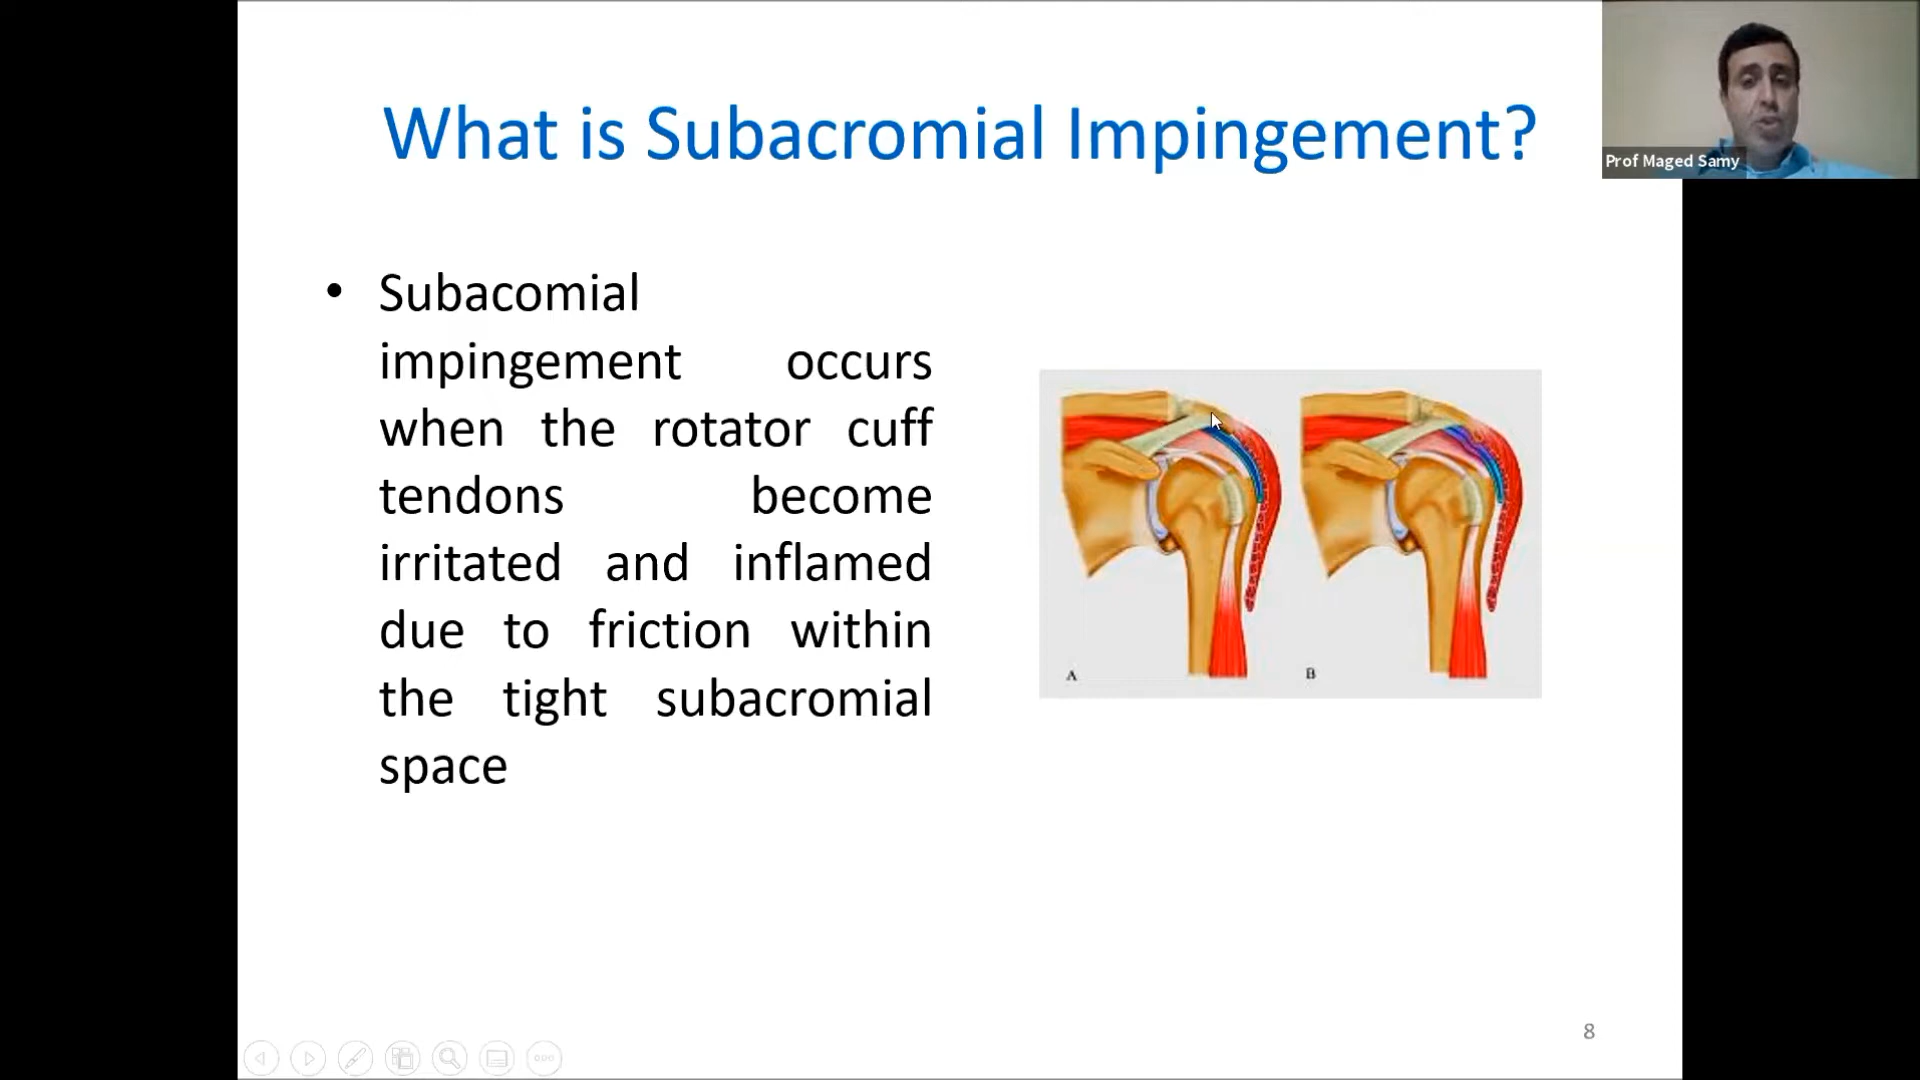 What is Subacromial Impingement?
Prof Maged Samy
• Subacomial
impingement occurs
when the rotator cuff
tendons become
irritated and inflamed
due to friction within
the tight subacromial
space
A
B
8